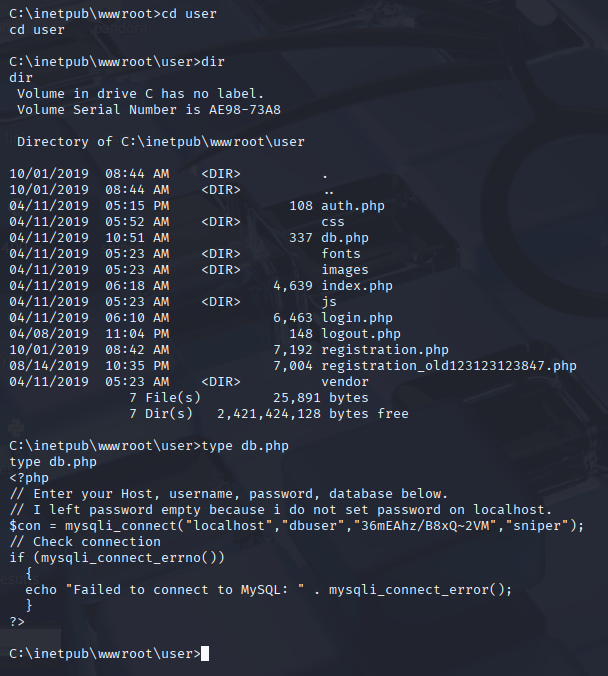 C:\inetpub\wwwroot>cd user
cd user
C:\inetpub\wwwroot\user>dir
dir
 Volume in drive C has no label.
 Volume Serial Number is AE98-73A8
 Directory of C:\inetpub\wwwroot\user
10/01/2019  08:44 AM    <DIR>          .
10/01/2019  08:44 AM    <DIR>          ..
04/11/2019  05:15 PM               108 auth.php
04/11/2019  05:52 AM    <DIR>          css
04/11/2019  10:51 AM               337 db.php
04/11/2019  05:23 AM    <DIR>          fonts
04/11/2019  05:23 AM    <DIR>          images
04/11/2019  06:18 AM             4,639 index.php
04/11/2019  05:23 AM    <DIR>          js
04/11/2019  06:10 AM             6,463 login.php
04/08/2019  11:04 PM               148 logout.php
10/01/2019  08:42 AM             7,192 registration.php
08/14/2019  10:35 PM             7,004 registration_old123123123847.php
04/11/2019  05:23 AM    <DIR>          vendor
               7 File(s)         25,891 bytes
               7 Dir(s)   2,421,424,128 bytes free
C:\inetpub\wwwroot\user>type db.php
type db.php
<?php
// Enter your Host, username, password, database below.
// I left password empty because i do not set password on localhost.
$con = mysqli_connect("localhost","dbuser","36mEAhz/B8xQ~2VM","sniper");
// Check connection
if (mysqli_connect_errno())
  {
  echo "Failed to connect to MySQL: " . mysqli_connect_error();
  }
?>
C:\inetpub\wwwroot\user>